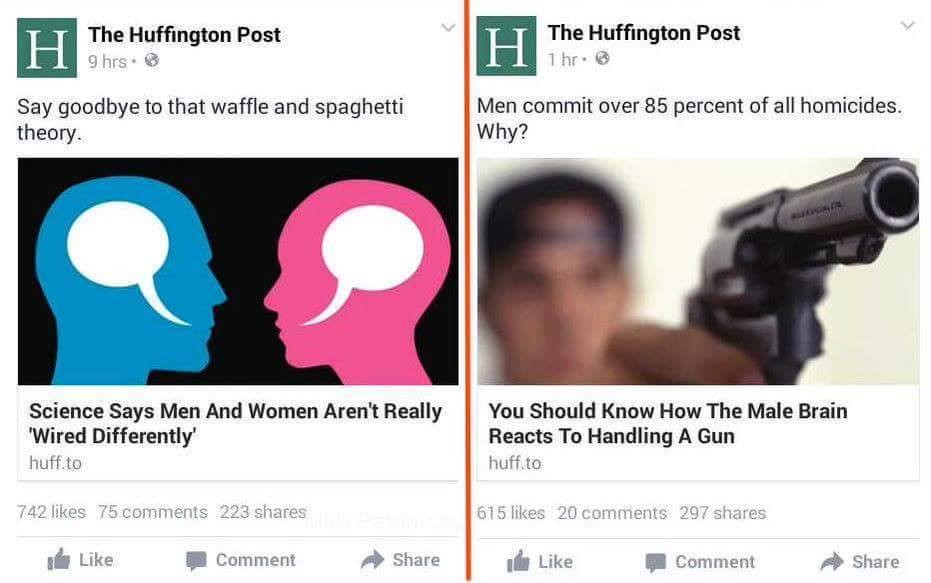 H
The Huffington Post
9 hrs •
Say goodbye to that waffle and spaghetti
theory.
Science Says Men And Women Aren't Really
'Wired Differently'
huff.to
742 likes 75 comments 223 shares
Like Comment Share
H
The Huffington Post
1 hr •
Men commit over 85 percent of all homicides.
Why?
You Should Know How The Male Brain
Reacts To Handling A Gun
huff.to
615 likes 20 comments 297 shares
Like Comment Share